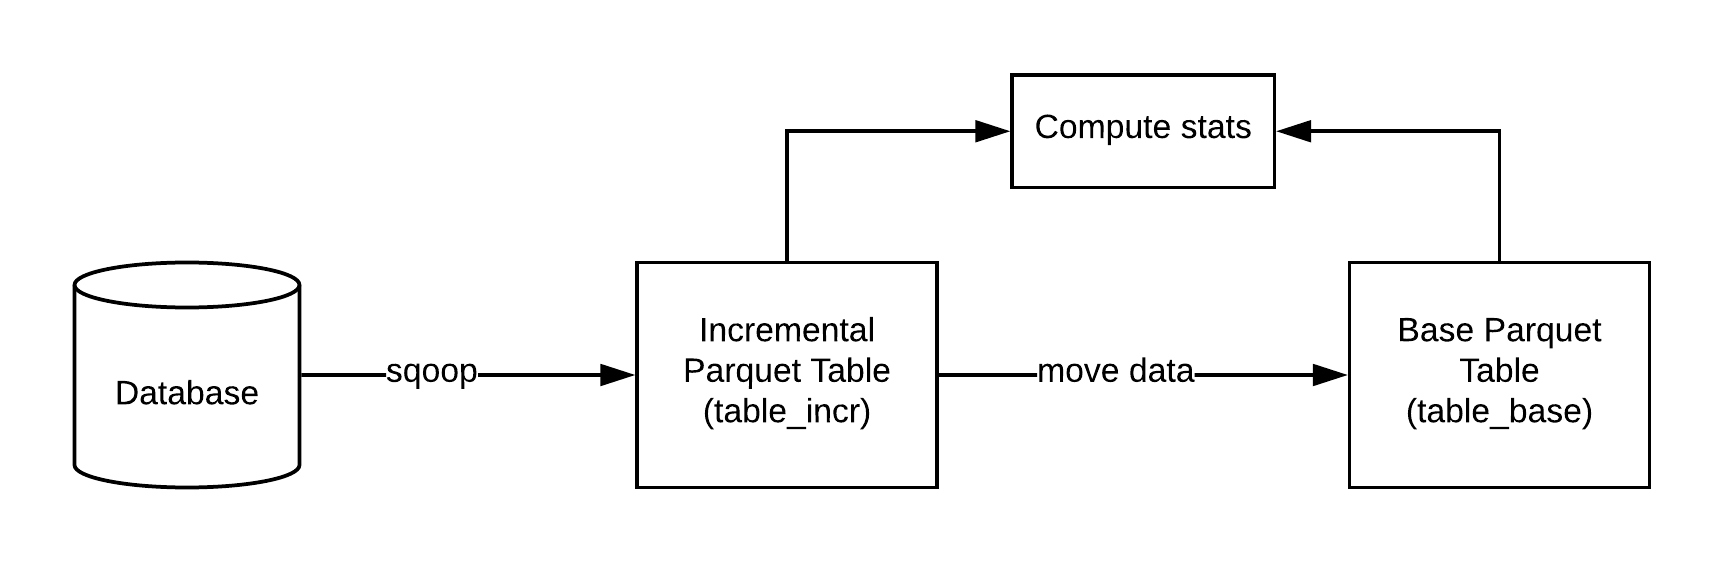 Compute stats
Database
sqoop
Incremental
Parquet Table
(table_incr)
move data
Base Parquet
Table
(table_base)